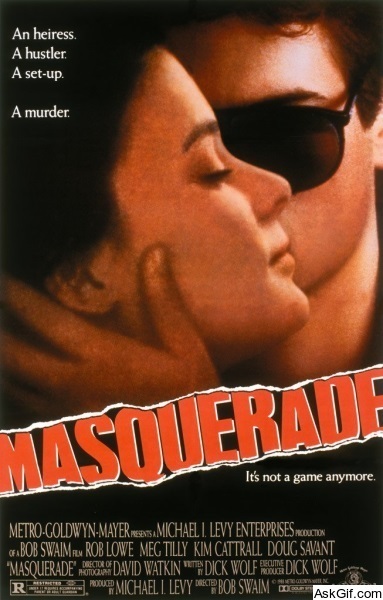 An heiress.
A hustler.
A set-up.
A murder.
MASQUERADE
It's not a game anymore.
METRO-GOLDWYN-MAYER PRESENTS A MICHAEL I. LEVY ENTERPRISES PRODUCTION
OF A BOB SWAIM FILM ROB LOWE MEG TILLY KIM CATTRALL DOUG SAVANT
"MASQUERADE" DIRECTOR OF PHOTOGRAPHY DAVID WATKIN WRITTEN BY DICK WOLF EXECUTIVE PRODUCER DICK WOLF
R RESTRICTED PRODUCED BY MICHAEL I. LEVY DIRECTED BY BOB SWAIM
AskGif.com